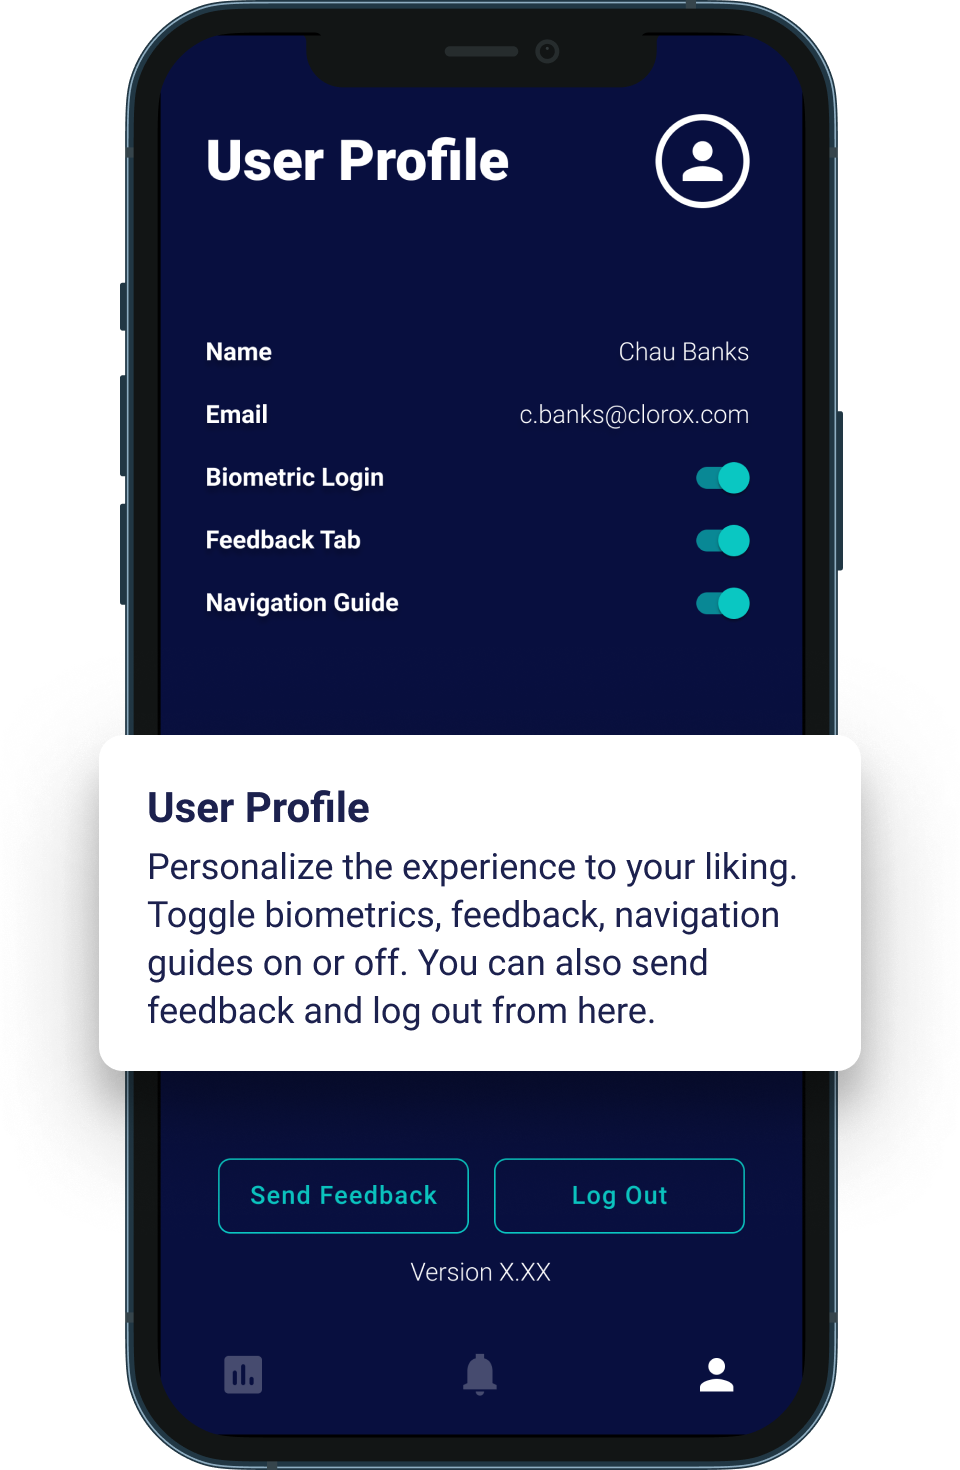 User Profile
Name Chau Banks
Email c.banks@clorox.com
Biometric Login
Feedback Tab
Navigation Guide
User Profile
Personalize the experience to your liking.
Toggle biometrics, feedback, navigation
guides on or off. You can also send
feedback and log out from here.
Send Feedback Log Out
Version X.XX